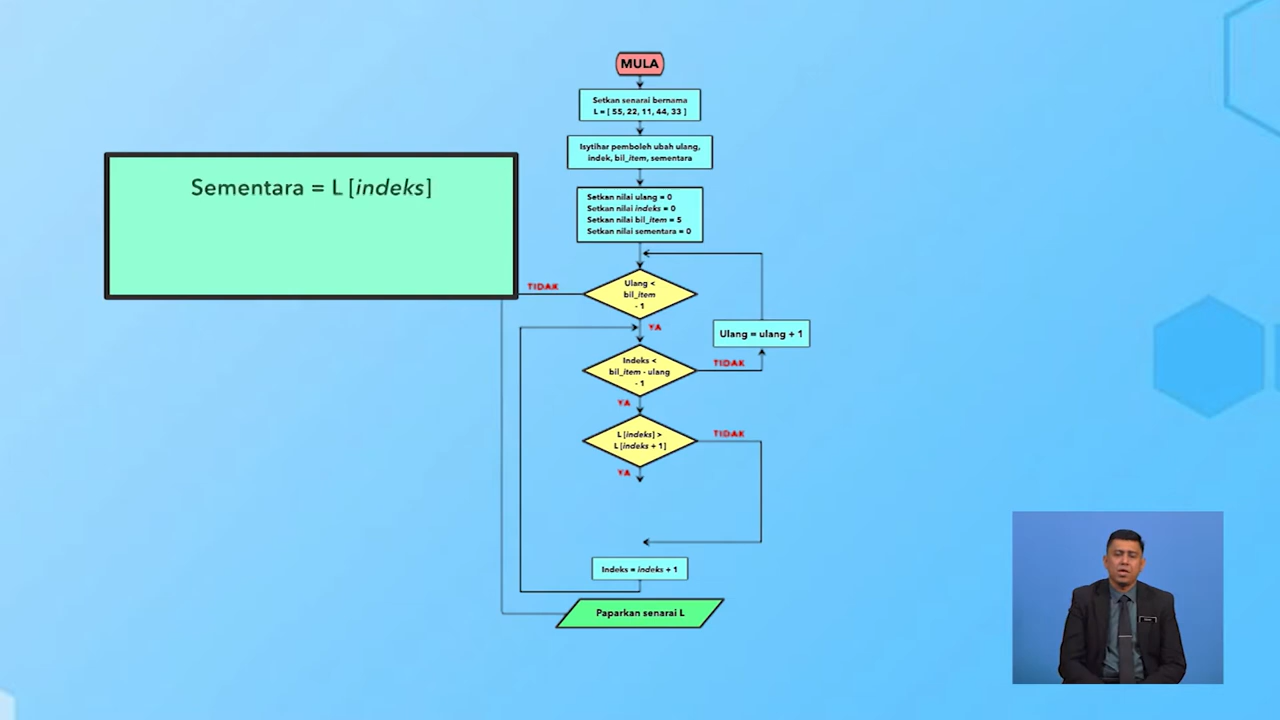 MULA
Setkan senarai bernama
L = [ 55, 22, 11, 44, 33 ]
Isytihar pemboleh ubah ulang,
indek, bil_item, sementara
Setkan nilai ulang = 0
Setkan nilai indeks = 0
Setkan nilai bil_item = 5
Setkan nilai sementara = 0
Sementara = L [indeks]
Ulang <
bil_item
- 1
TIDAK
YA
Ulang = ulang + 1
Indeks <
bil_item - ulang
- 1
TIDAK
YA
L [indeks] >
L [indeks + 1]
TIDAK
YA
Indeks = indeks + 1
Paparkan senarai L